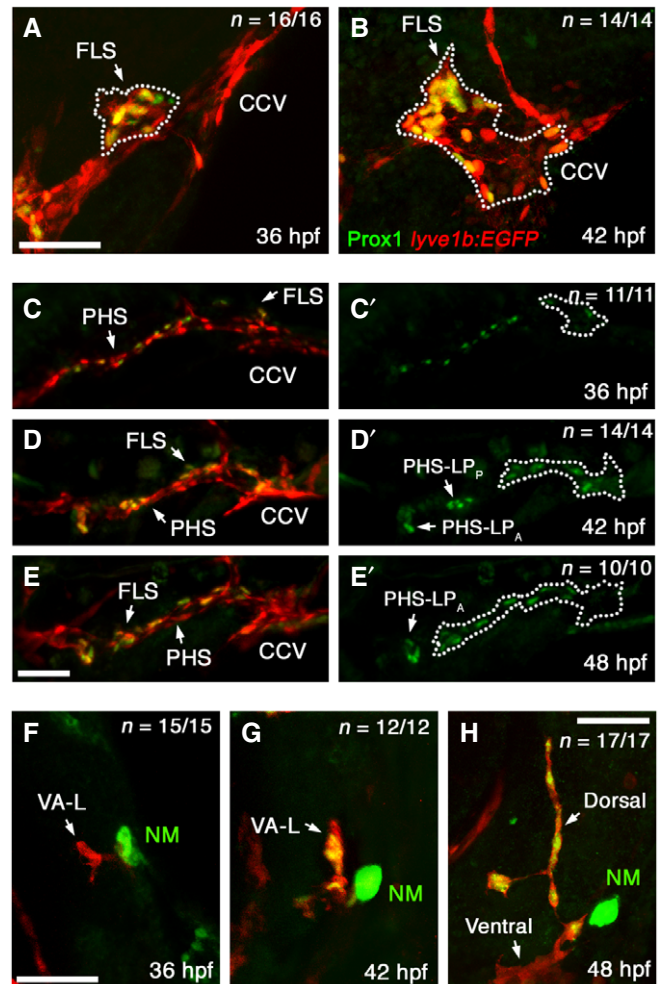 A
n = 16/16
FLS
CCV
36 hpf
B
FLS
n = 14/14
CCV
Prox1 lyve1b:EGFP
42 hpf
C
PHS
FLS
CCV
C′
n = 11/11
36 hpf
D
FLS
PHS
CCV
D′
n = 14/14
PHS-LPP
PHS-LPA
42 hpf
E
FLS
PHS
CCV
E′
n = 10/10
PHS-LPA
48 hpf
F
n = 15/15
VA-L
NM
36 hpf
G
n = 12/12
VA-L
NM
42 hpf
H
n = 17/17
Dorsal
NM
Ventral
48 hpf